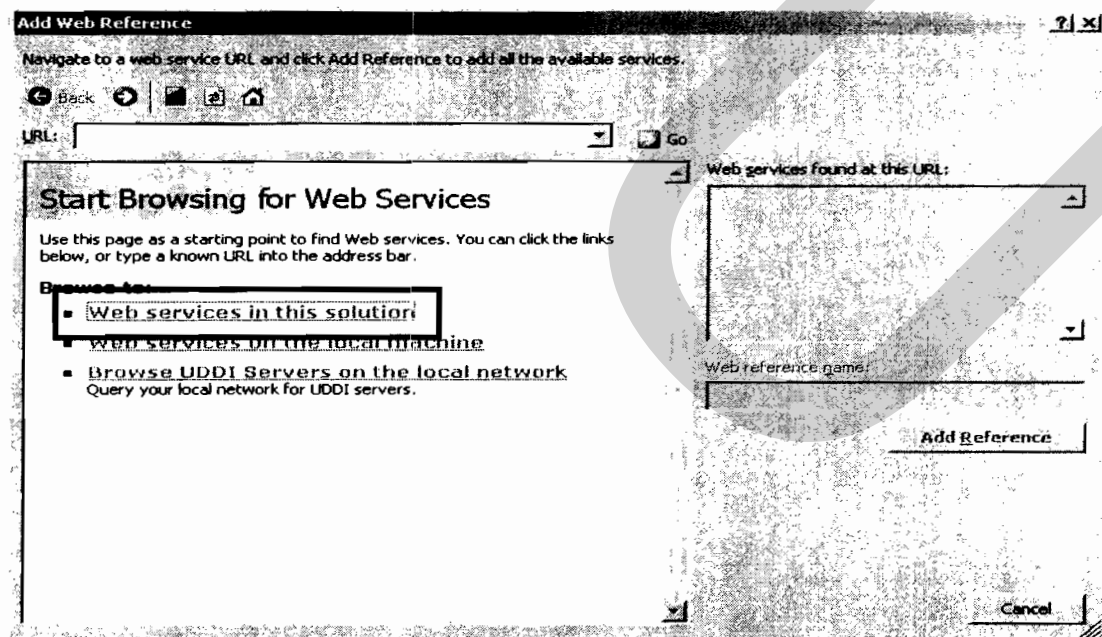 Add Web Reference
Navigate to a web service URL and click Add Reference to add all the available services.
Back
URL:
Go
Start Browsing for Web Services
Use this page as a starting point to find Web services. You can click the links
below, or type a known URL into the address bar.
Browse to:
Web services in this solution
Web services on the local machine
Browse UDDI Servers on the local network
Query your local network for UDDI servers.
Web services found at this URL:
Web reference name:
Add Reference
Cancel